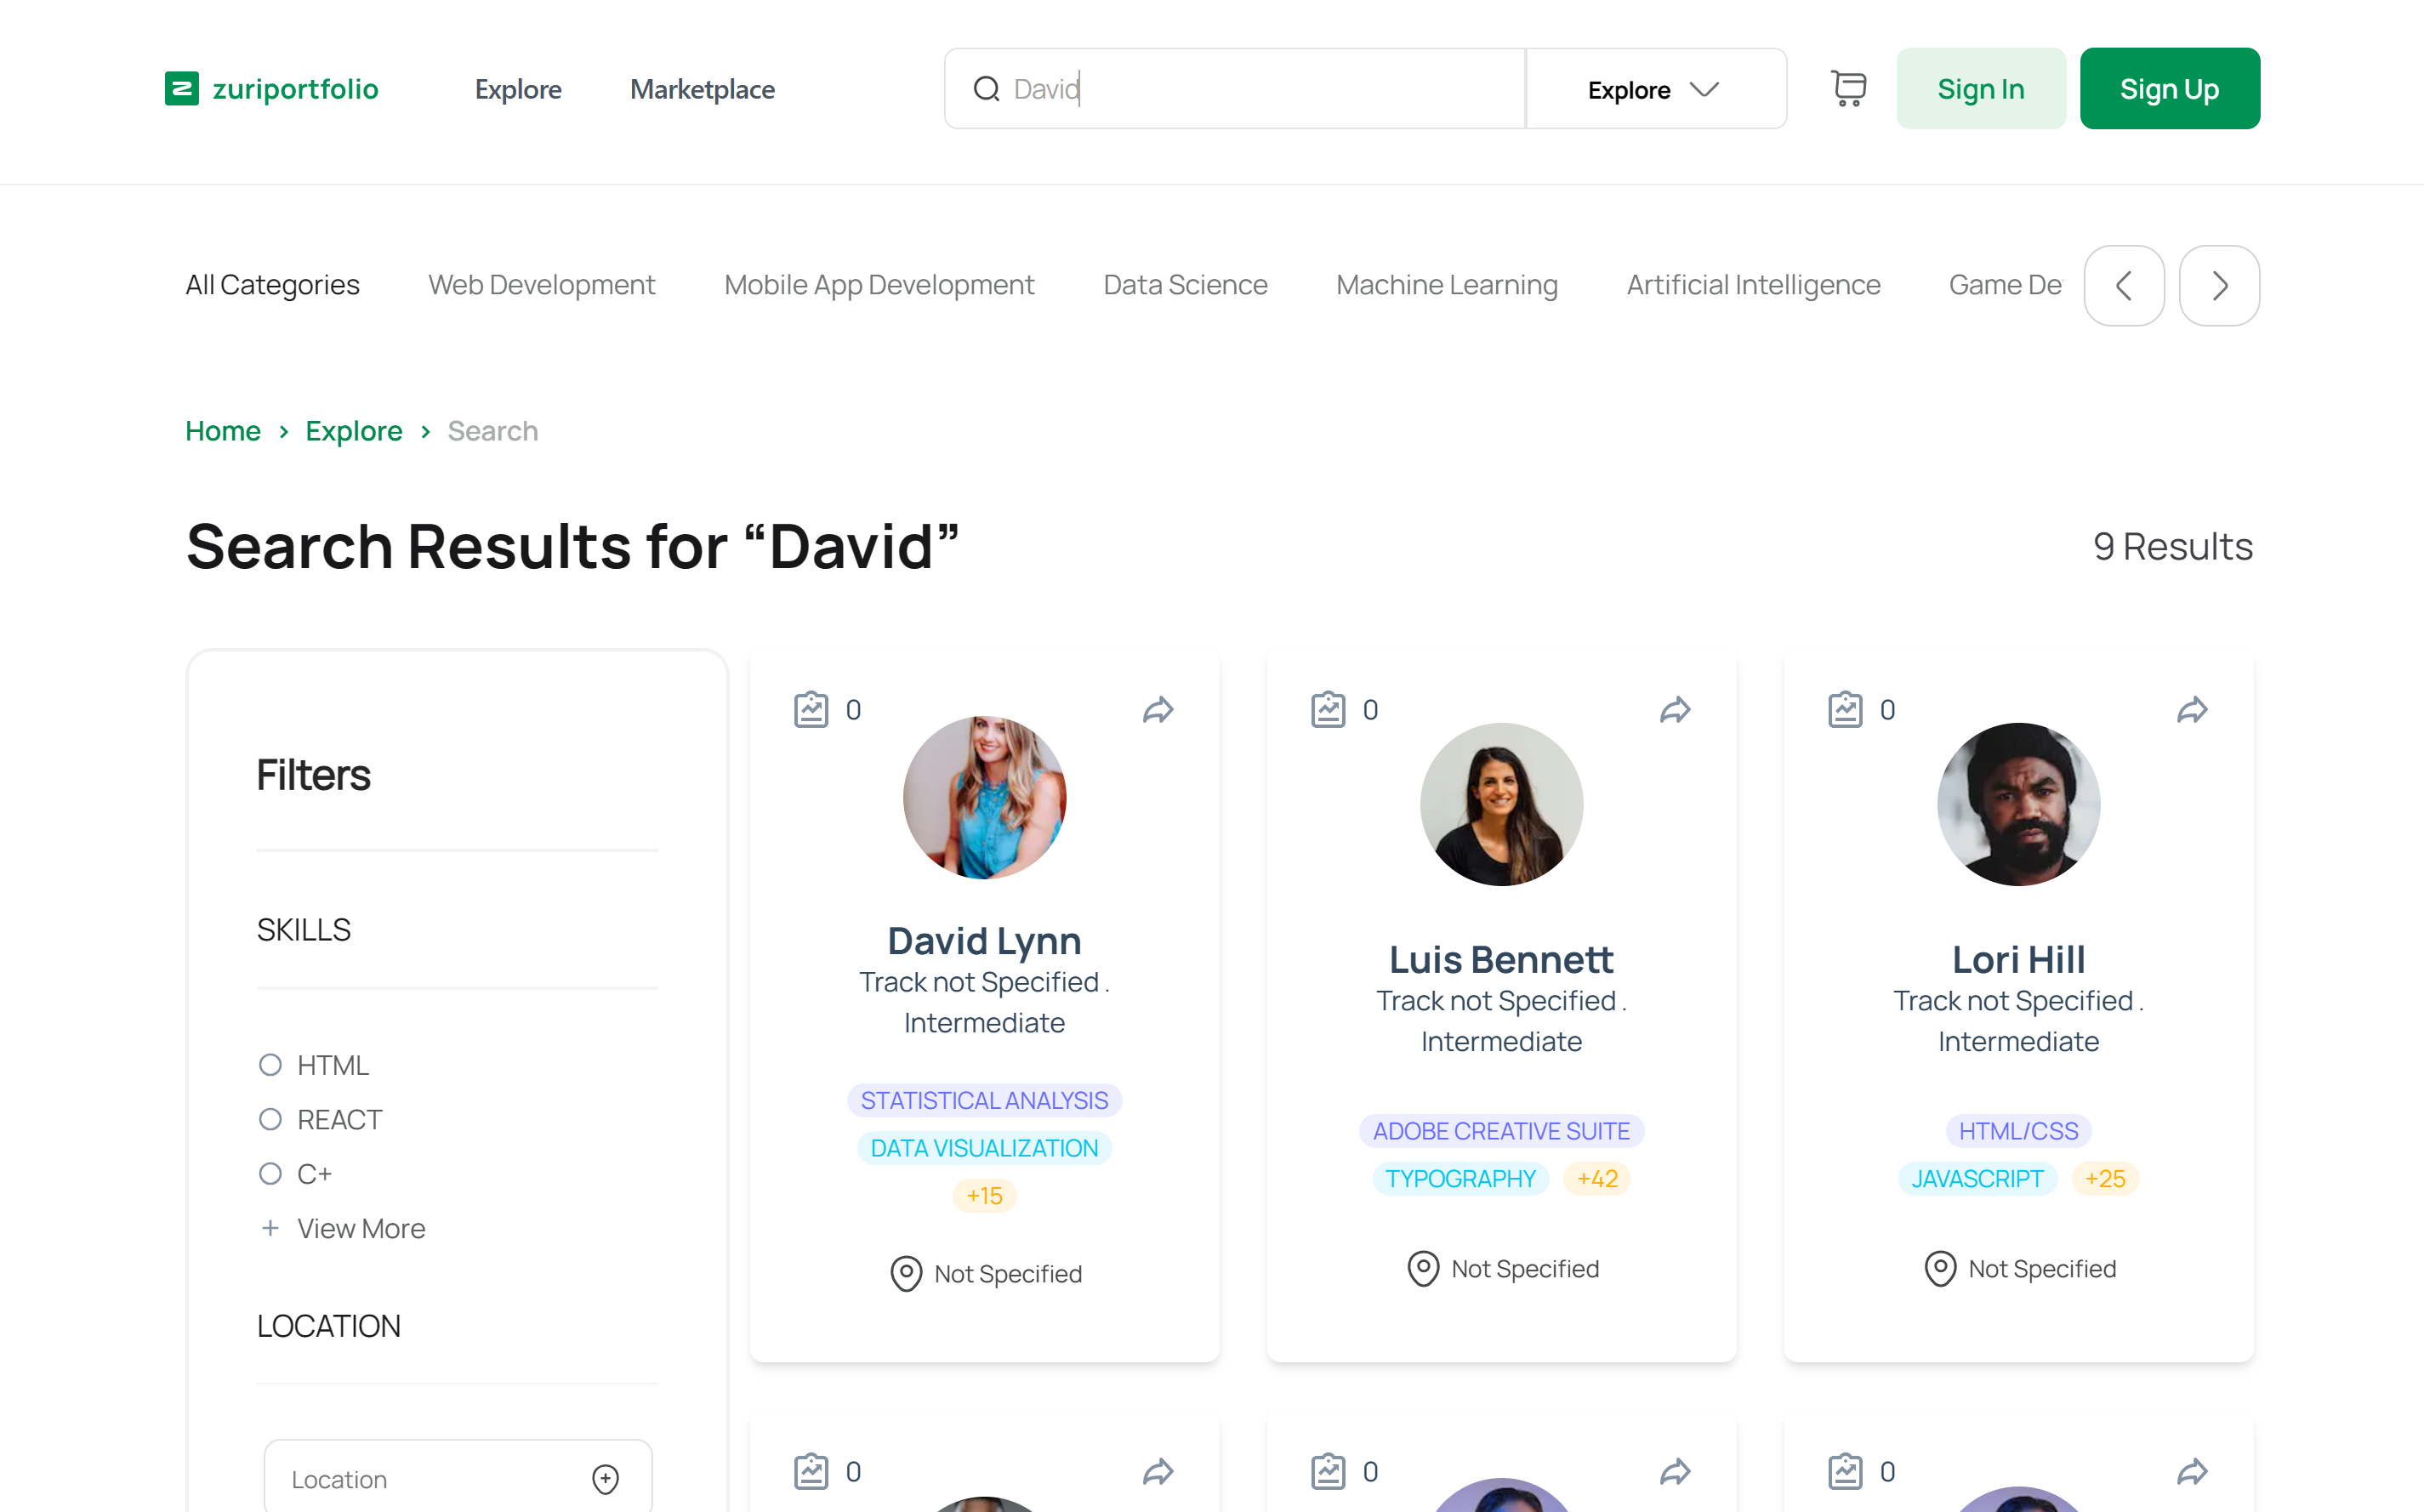 zuriportfolio
Explore
Marketplace
David
Explore
Sign In
Sign Up
All Categories
Web Development
Mobile App Development
Data Science
Machine Learning
Artificial Intelligence
Game De
Home > Explore > Search
Search Results for “David”
9 Results
Filters
SKILLS
HTML
REACT
C+
+ View More
LOCATION
Location
0
David Lynn
Track not Specified .
Intermediate
STATISTICAL ANALYSIS
DATA VISUALIZATION
+15
Not Specified
0
Luis Bennett
Track not Specified .
Intermediate
ADOBE CREATIVE SUITE
TYPOGRAPHY +42
Not Specified
0
Lori Hill
Track not Specified .
Intermediate
HTML/CSS
JAVASCRIPT +25
Not Specified
0
0
0